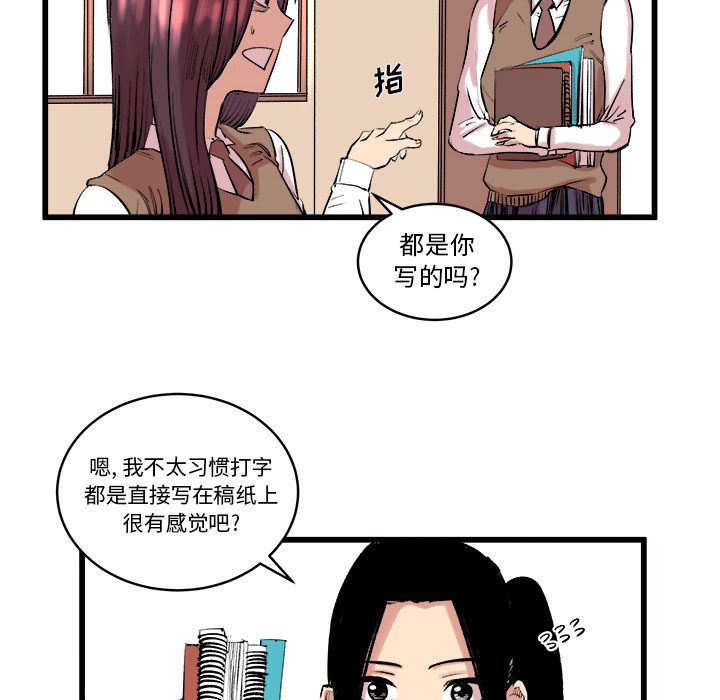 指
都是你
写的吗?
嗯, 我不太习惯打字
都是直接写在稿纸上
很有感觉吧?